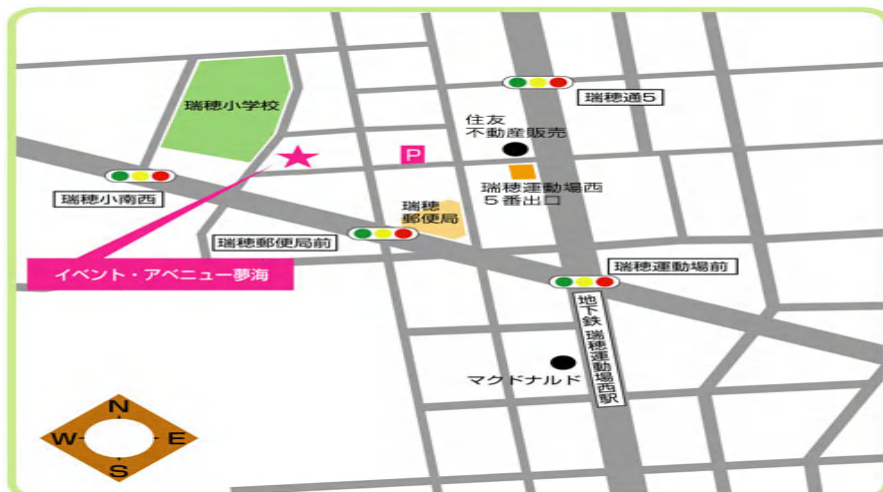 瑞穂通5
瑞穂小学校
住友
不動産販売
P
瑞穂小南西
瑞穂運動場西
5番出口
瑞穂
郵便局
瑞穂郵便局前
イベント・アベニュー夢海
瑞穂運動場前
地下鉄 瑞穂運動場西駅
マクドナルド
N
W
E
S